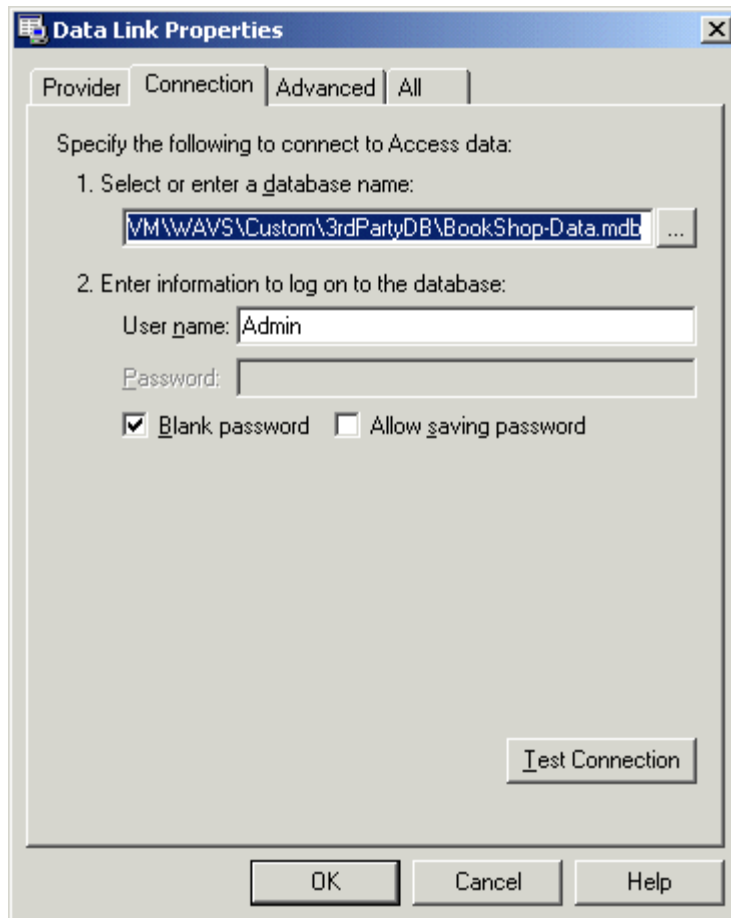 Data Link Properties
Provider Connection Advanced All
Specify the following to connect to Access data:
1. Select or enter a database name:
VM\WAVS\Custom\3rdPartyDB\BookShop-Data.mdb ...
2. Enter information to log on to the database:
User name: Admin
Password:
Blank password Allow saving password
Test Connection
OK Cancel Help